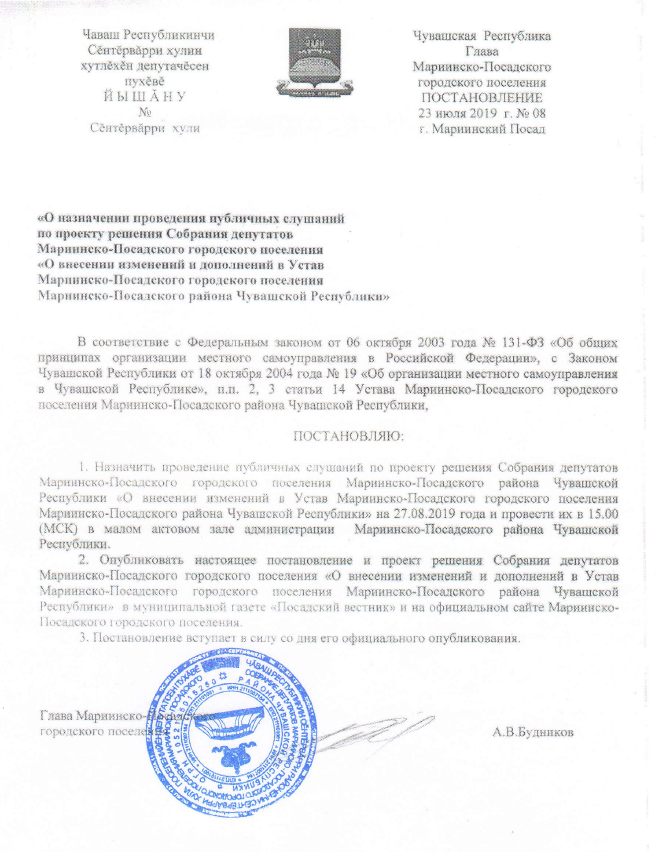 Чӑваш Республикинчи
Сӗнтӗрвӑрри хулин
хутлӗхӗн депутачӗсен
пухӑвӗ
Й Ы Ш Ӑ Н У
№
Сӗнтӗрвӑрри хули
Чувашская Республика
Глава
Мариинско-Посадского
городского поселения
ПОСТАНОВЛЕНИЕ
23 июля 2019 г. № 08
г. Мариинский Посад
«О назначении проведения публичных слушаний
по проекту решения Собрания депутатов
Мариинско-Посадского городского поселения
«О внесении изменений и дополнений в Устав
Мариинско-Посадского городского поселения
Мариинско-Посадского района Чувашской Республики»
В соответствие с Федеральным законом от 06 октября 2003 года № 131-ФЗ «Об общих
принципах организации местного самоуправления в Российской Федерации», с Законом
Чувашской Республики от 18 октября 2004 года № 19 «Об организации местного самоуправления
в Чувашской Республике», п.п. 2, 3 статьи 14 Устава Мариинско-Посадского городского
поселения Мариинско-Посадского района Чувашской Республики,
ПОСТАНОВЛЯЮ:
1. Назначить проведение публичных слушаний по проекту решения Собрания депутатов
Мариинско-Посадского городского поселения Мариинско-Посадского района Чувашской
Республики «О внесении изменений в Устав Мариинско-Посадского городского поселения
Мариинско-Посадского района Чувашской Республики» на 27.08.2019 года и провести их в 15.00
(МСК) в малом актовом зале администрации Мариинско-Посадского района Чувашской
Республики.
2. Опубликовать настоящее постановление и проект решения Собрания депутатов
Мариинско-Посадского городского поселения «О внесении изменений и дополнений в Устав
Мариинско-Посадского городского поселения Мариинско-Посадского района Чувашской
Республики» в муниципальной газете «Посадский вестник» и на официальном сайте Мариинско-
Посадского городского поселения.
3. Постановление вступает в силу со дня его официального опубликования.
Глава Мариинско-Посадского
городского поселения
А.В.Будников